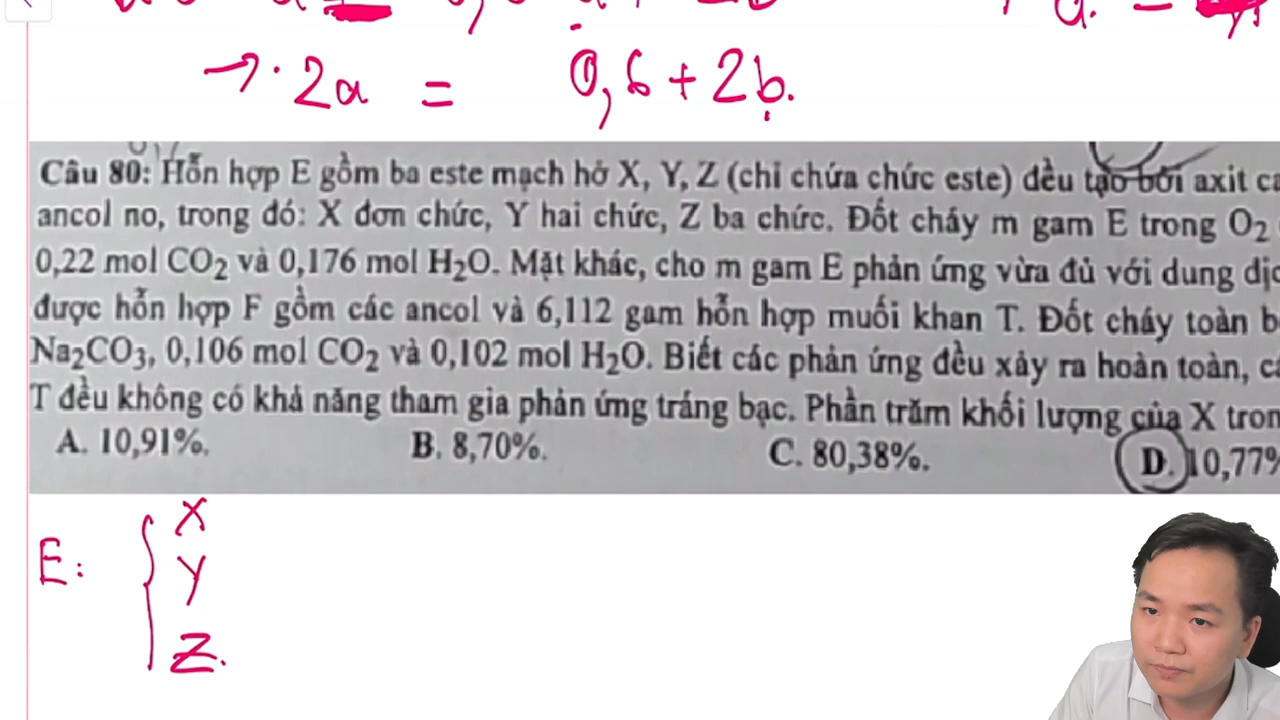 → 2a = 0,6 + 2b.
Câu 80: Hỗn hợp E gồm ba este mạch hở X, Y, Z (chỉ chứa chức este) đều tạo bởi axit
ancol no, trong đó: X đơn chức, Y hai chức, Z ba chức. Đốt cháy m gam E trong O2
0,22 mol CO2 và 0,176 mol H2O. Mặt khác, cho m gam E phản ứng vừa đủ với dung
được hỗn hợp F gồm các ancol và 6,112 gam hỗn hợp muối khan T. Đốt cháy toàn
Na2CO3, 0,106 mol CO2 và 0,102 mol H2O. Biết các phản ứng đều xảy ra hoàn toàn,
T đều không có khả năng tham gia phản ứng tráng bạc. Phần trăm khối lượng của X
A. 10,91%. B. 8,70%. C. 80,38%. D. 10,77%
E: { X
Y
Z.